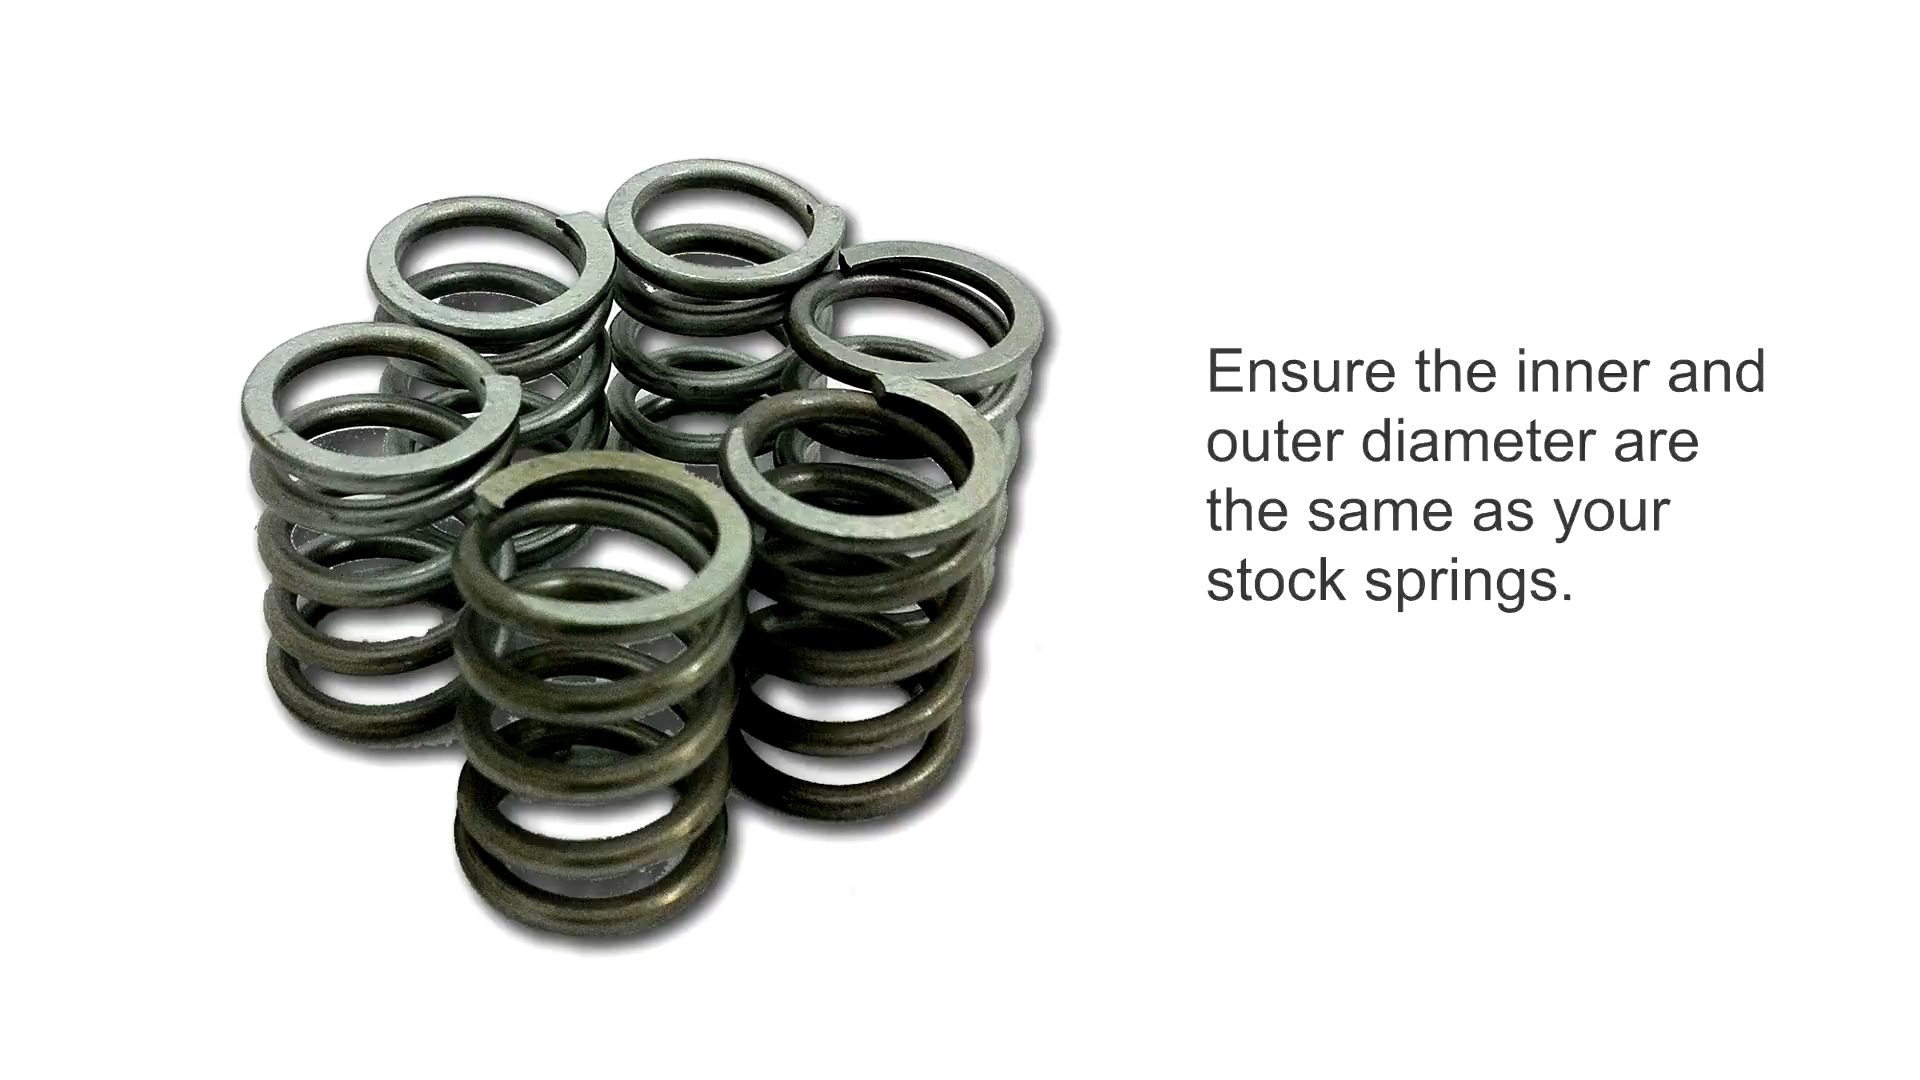 Ensure the inner and
outer diameter are
the same as your
stock springs.